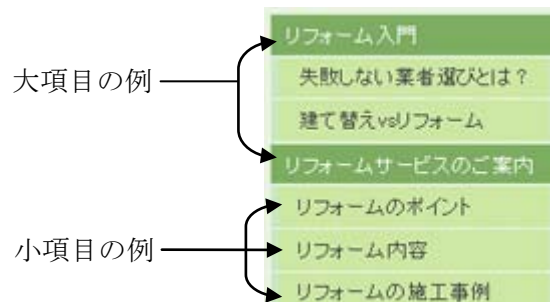 リフォーム入門
大項目の例
失敗しない業者選びとは？
建て替えvsリフォーム
リフォームサービスのご案内
リフォームのポイント
小項目の例
リフォーム内容
リフォームの施工事例